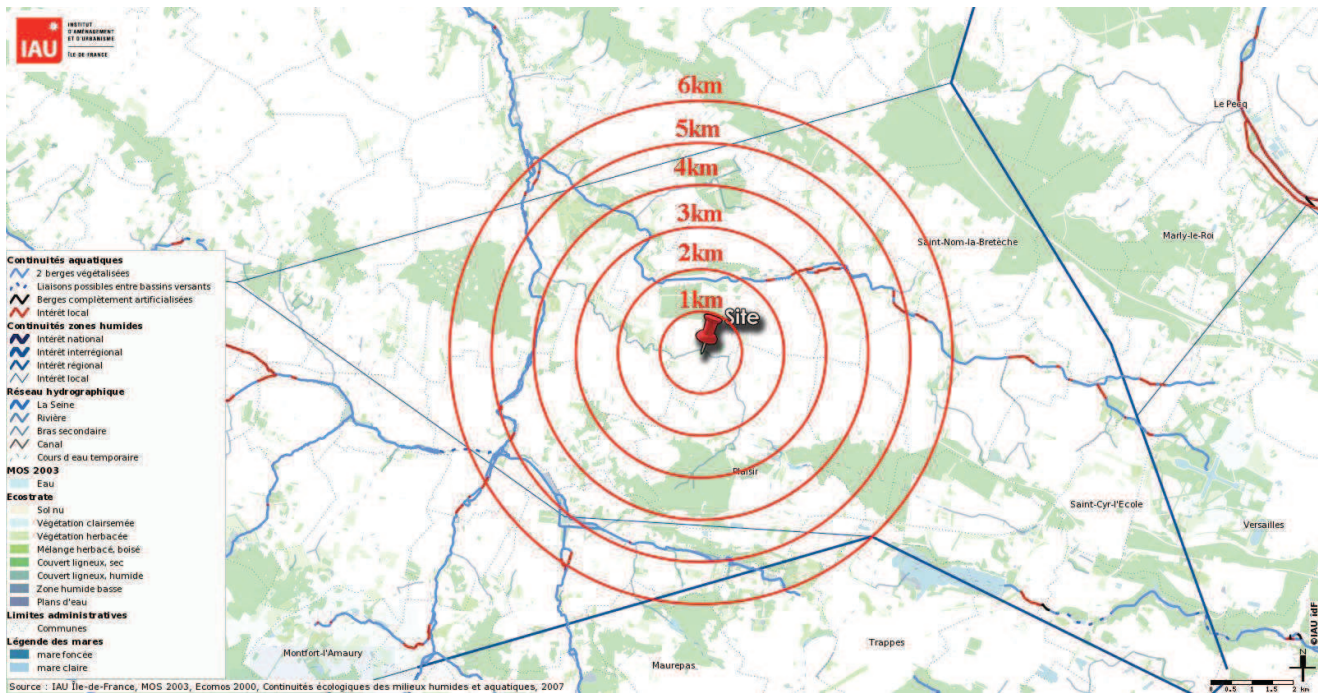 IAU
INSTITUT
D'AMÉNAGEMENT
ET D'URBANISME
ÎLE-DE-FRANCE
6km
5km
4km
3km
2km
1km
Site
Le Pecq
Saint-Nom-la-Bretèche
Marly-le-Roi
Plaisir
Saint-Cyr-l'Ecole
Versailles
Trappes
Maurepas
Montfort-l'Amaury
Continuités aquatiques
2 berges végétalisées
Liaisons possibles entre bassins versants
Berges complètement artificialisées
Intérêt local
Continuités zones humides
Intérêt national
Intérêt interrégional
Intérêt régional
Intérêt local
Réseau hydrographique
La Seine
Rivière
Bras secondaire
Canal
Cours d eau temporaire
MOS 2003
Eau
Ecostrate
Sol nu
Végétation clairsemée
Végétation herbacée
Mélange herbacé, boisé
Couvert ligneux, sec
Couvert ligneux, humide
Zone humide basse
Plans d'eau
Limites administratives
Communes
Légende des mares
mare foncée
mare claire
©IAU idF
N
0.5 1 1.5 2 km
Source : IAU Île-de-France, MOS 2003, Ecomos 2000, Continuités écologiques des milieux humides et aquatiques, 2007